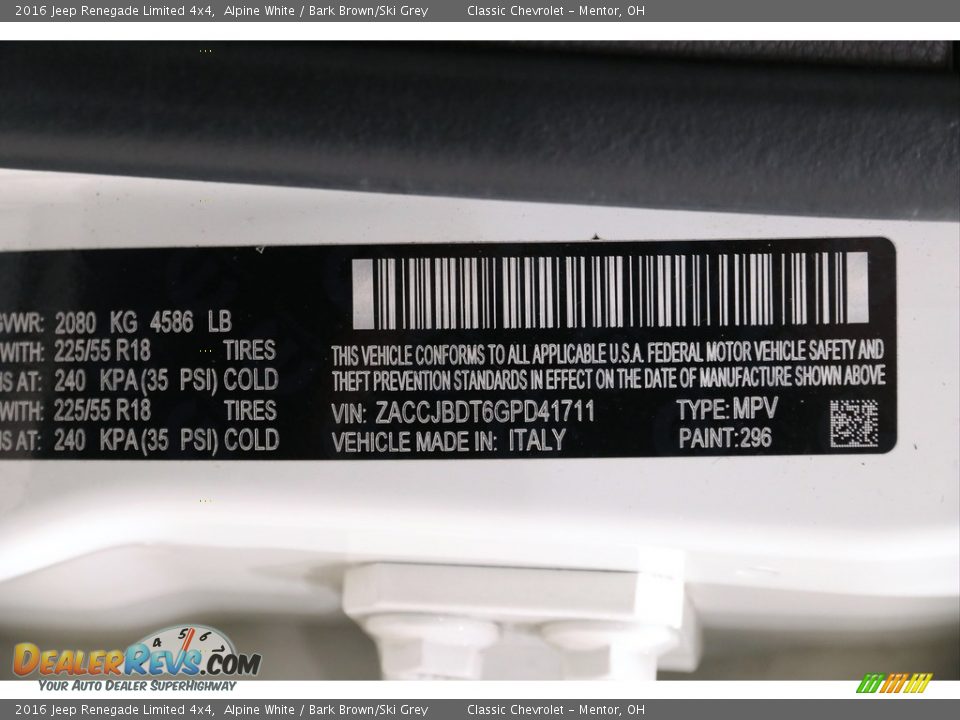 2016 Jeep Renegade Limited 4x4, Alpine White / Bark Brown/Ski Grey Classic Chevrolet - Mentor, OH
GVWR: 2080 KG 4586 LB
WITH: 225/55 R18 TIRES
AT: 240 KPA(35 PSI) COLD
WITH: 225/55 R18 TIRES
AT: 240 KPA(35 PSI) COLD
THIS VEHICLE CONFORMS TO ALL APPLICABLE U.S.A. FEDERAL MOTOR VEHICLE SAFETY AND
THEFT PREVENTION STANDARDS IN EFFECT ON THE DATE OF MANUFACTURE SHOWN ABOVE
VIN: ZACCJBDT6GPD41711 TYPE: MPV
VEHICLE MADE IN: ITALY PAINT: 296
4 5 6
DEALERREVS.COM
YOUR AUTO DEALER SUPERHIGHWAY
2016 Jeep Renegade Limited 4x4, Alpine White / Bark Brown/Ski Grey Classic Chevrolet - Mentor, OH